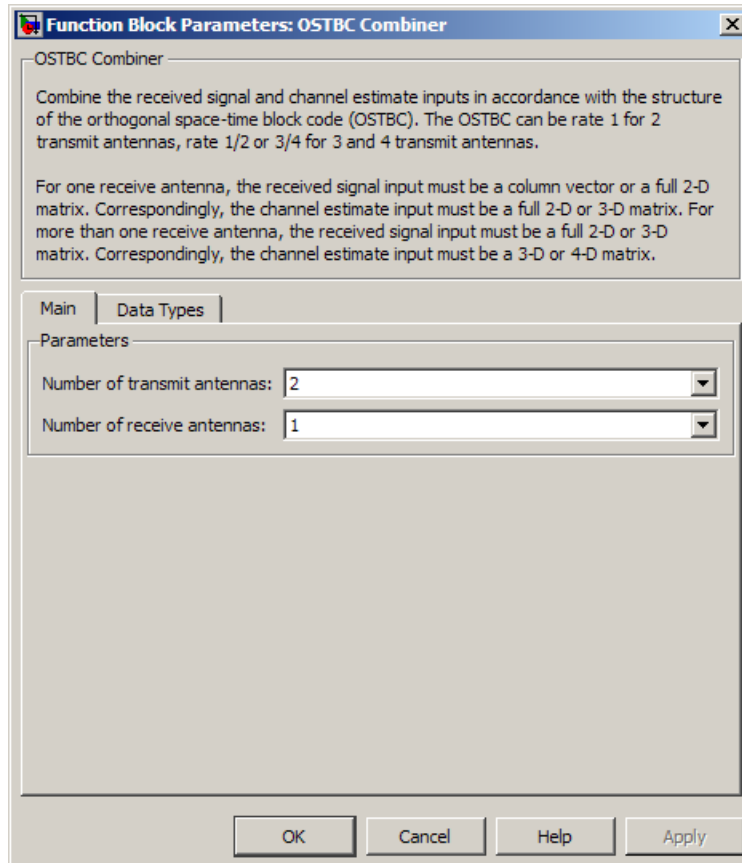 Function Block Parameters: OSTBC Combiner
OSTBC Combiner
Combine the received signal and channel estimate inputs in accordance with the structure
of the orthogonal space-time block code (OSTBC). The OSTBC can be rate 1 for 2
transmit antennas, rate 1/2 or 3/4 for 3 and 4 transmit antennas.
For one receive antenna, the received signal input must be a column vector or a full 2-D
matrix. Correspondingly, the channel estimate input must be a full 2-D or 3-D matrix. For
more than one receive antenna, the received signal input must be a full 2-D or 3-D
matrix. Correspondingly, the channel estimate input must be a 3-D or 4-D matrix.
Main Data Types
Parameters
Number of transmit antennas: 2
Number of receive antennas: 1
OK Cancel Help Apply